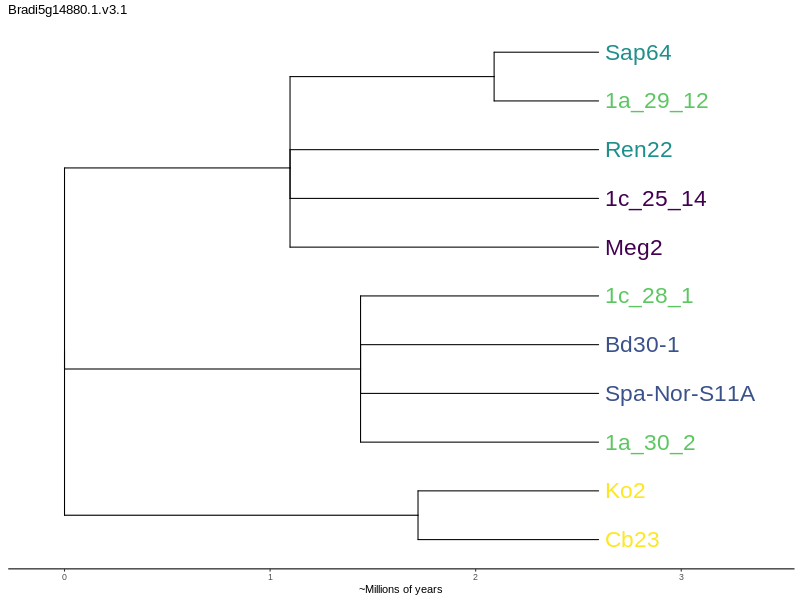 Bradi5g14880.1.v3.1
Sap64
1a_29_12
Ren22
1c_25_14
Meg2
1c_28_1
Bd30-1
Spa-Nor-S11A
1a_30_2
Ko2
Cb23
0 1 2 3
~Millions of years